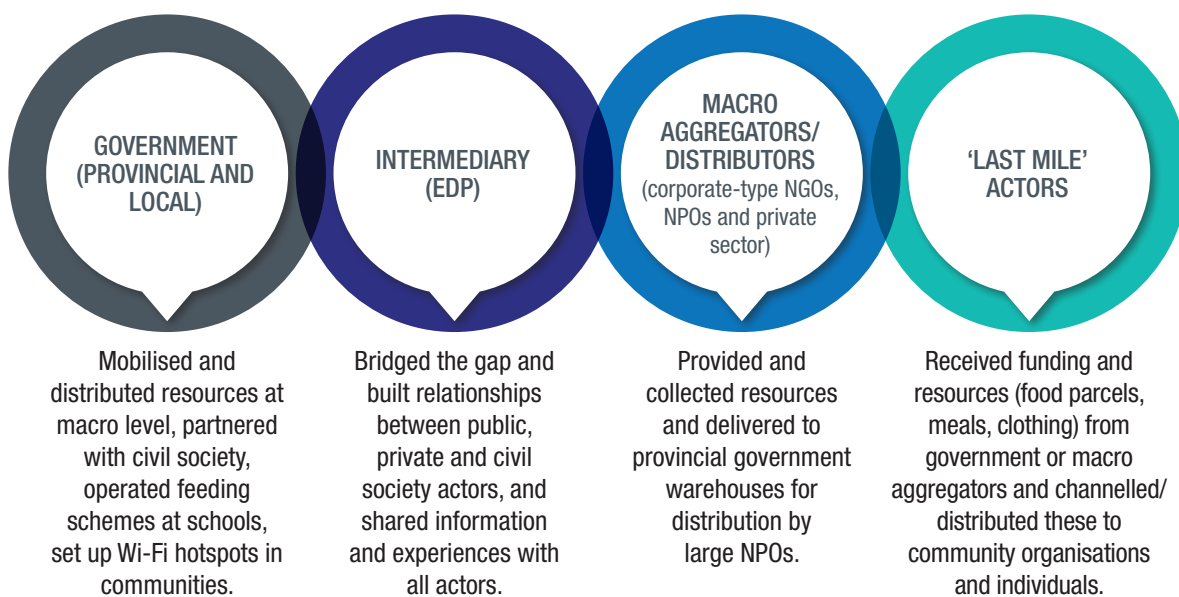 GOVERNMENT
(PROVINCIAL AND
LOCAL)
Mobilised and
distributed resources at
macro level, partnered
with civil society,
operated feeding
schemes at schools,
set up Wi-Fi hotspots in
communities.
INTERMEDIARY
(EDP)
Bridged the gap and
built relationships
between public,
private and civil
society actors, and
shared information
and experiences with
all actors.
MACRO
AGGREGATORS/
DISTRIBUTORS
(corporate-type NGOs,
NPOs and private
sector)
Provided and
collected resources
and delivered to
provincial government
warehouses for
distribution by
large NPOs.
‘LAST MILE’
ACTORS
Received funding and
resources (food parcels,
meals, clothing) from
government or macro
aggregators and channelled/
distributed these to
community organisations
and individuals.